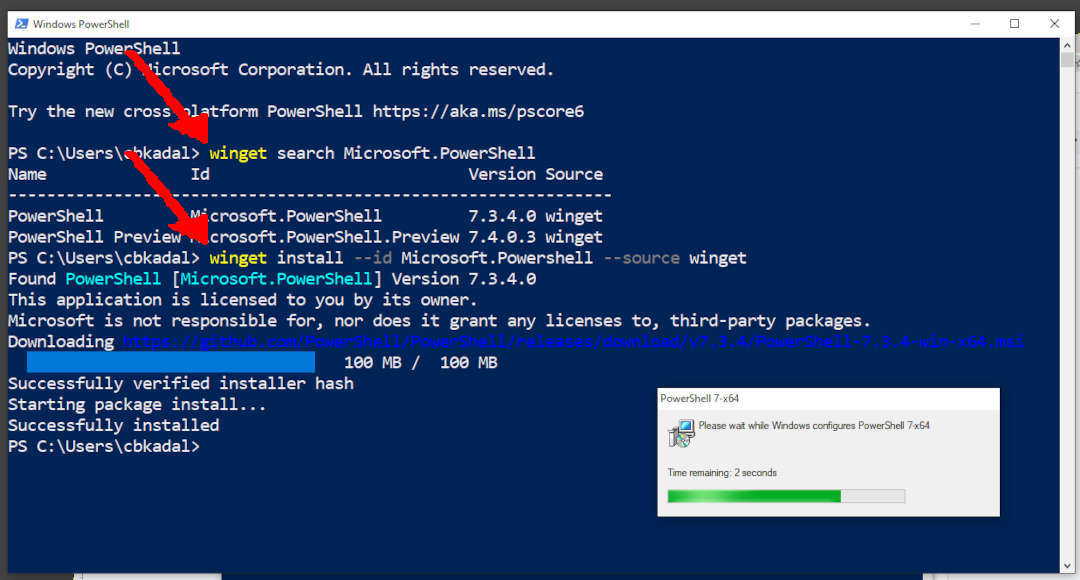 Windows PowerShell
Windows PowerShell
Copyright (C) Microsoft Corporation. All rights reserved.
Try the new cross-platform PowerShell https://aka.ms/pscore6
PS C:\Users\cbkadal> winget search Microsoft.PowerShell
Name Id Version Source
-----------------------------------------------------------
PowerShell Microsoft.PowerShell 7.3.4.0 winget
PowerShell Preview Microsoft.PowerShell.Preview 7.4.0.3 winget
PS C:\Users\cbkadal> winget install --id Microsoft.Powershell --source winget
Found PowerShell [Microsoft.PowerShell] Version 7.3.4.0
This application is licensed to you by its owner.
Microsoft is not responsible for, nor does it grant any licenses to, third-party packages.
Downloading https://github.com/PowerShell/PowerShell/releases/download/v7.3.4/PowerShell-7.3.4-win-x64.msi
100 MB / 100 MB
Successfully verified installer hash
Starting package install...
Successfully installed
PS C:\Users\cbkadal>
PowerShell 7-x64
Please wait while Windows configures PowerShell 7-x64
Time remaining: 2 seconds